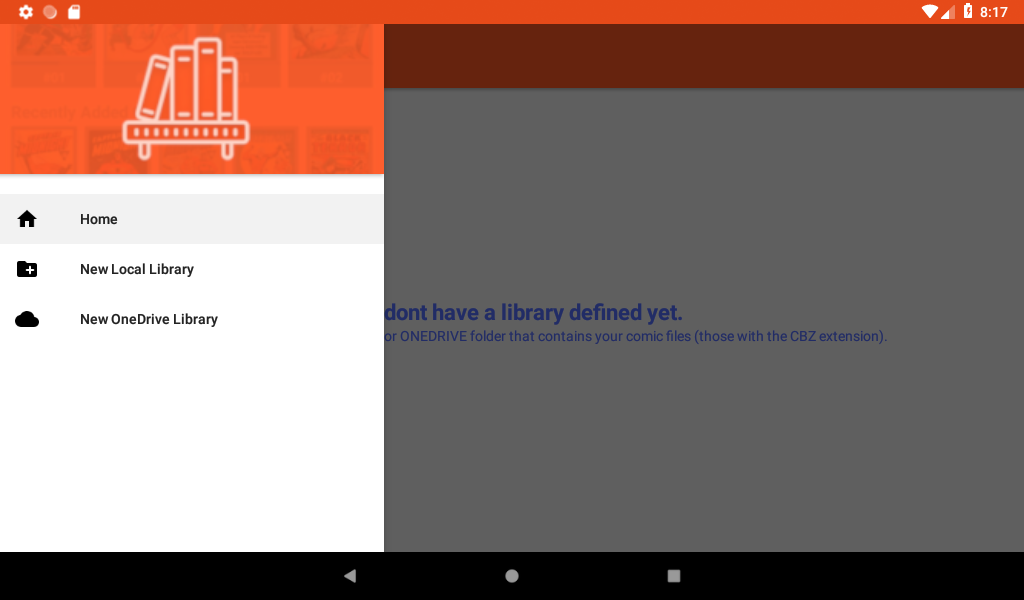 8:17
Recently Added
Home
New Local Library
New OneDrive Library
dont have a library defined yet.
or ONEDRIVE folder that contains your comic files (those with the CBZ extension).